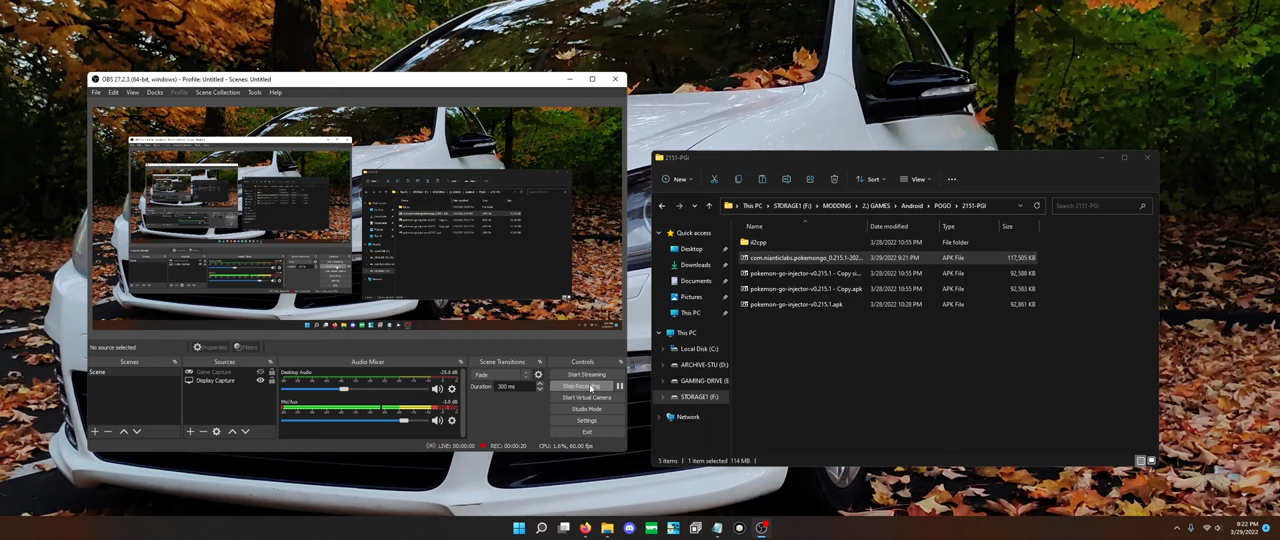 OBS 27.2.3 (64-bit, windows) - Profile: Untitled - Scenes: Untitled
File Edit View Docks Profile Scene Collection Tools Help
No source selected
Properties
Filters
Scenes
Scene
Sources
Game Capture
Display Capture
Audio Mixer
Desktop Audio
-25.0 dB
Mic/Aux
-3.0 dB
Scene Transitions
Fade
Duration 300 ms
Controls
Start Streaming
Stop Recording
Start Virtual Camera
Studio Mode
Settings
Exit
LIVE: 00:00:00 REC: 00:00:20 CPU: 1.6%, 60.00 fps
Z151-PGI
New Sort View
This PC > STORAGE1 (F:) > MODDING > 2.) GAMES > Android > POGO > Z151-PGI
Search Z151-PGI
Quick access
Desktop
Downloads
Documents
Pictures
This PC
This PC
Local Disk (C:)
ARCHIVE-STU (D:)
GAMING-DRIVE (E
STORAGE1 (F:)
Network
Name Date modified Type Size
il2cpp 3/28/2022 10:55 PM File folder
com.nianticlabs.pokemongo_0.215.1-202... 3/29/2022 9:21 PM APK File 117,505 KB
pokemon-go-injector-v0.215.1 - Copy si... 3/28/2022 10:55 PM APK File 92,588 KB
pokemon-go-injector-v0.215.1 - Copy.apk 3/28/2022 10:55 PM APK File 92,583 KB
pokemon-go-injector-v0.215.1.apk 3/28/2022 10:28 PM APK File 92,861 KB
5 items 1 item selected 114 MB
9:22 PM
3/29/2022